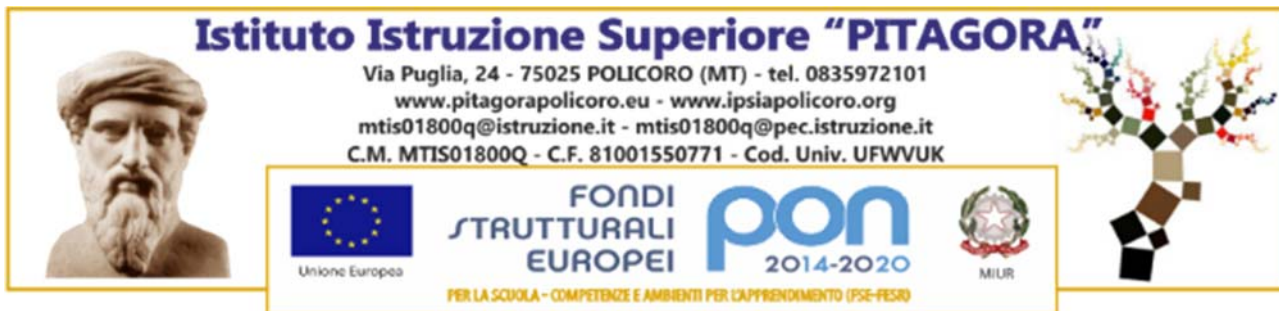 Istituto Istruzione Superiore “PITAGORA”
Via Puglia, 24 - 75025 POLICORO (MT) - tel. 0835972101
www.pitagorapolicoro.eu - www.ipsiapolicoro.org
mtis01800q@istruzione.it - mtis01800q@pec.istruzione.it
C.M. MTIS01800Q - C.F. 81001550771 - Cod. Univ. UFWVUK
Unione Europea
FONDI
STRUTTURALI
EUROPEI
pon
2014-2020
MIUR
PER LA SCUOLA - COMPETENZE E AMBIENTI PER L'APPRENDIMENTO (FSE-FESR)